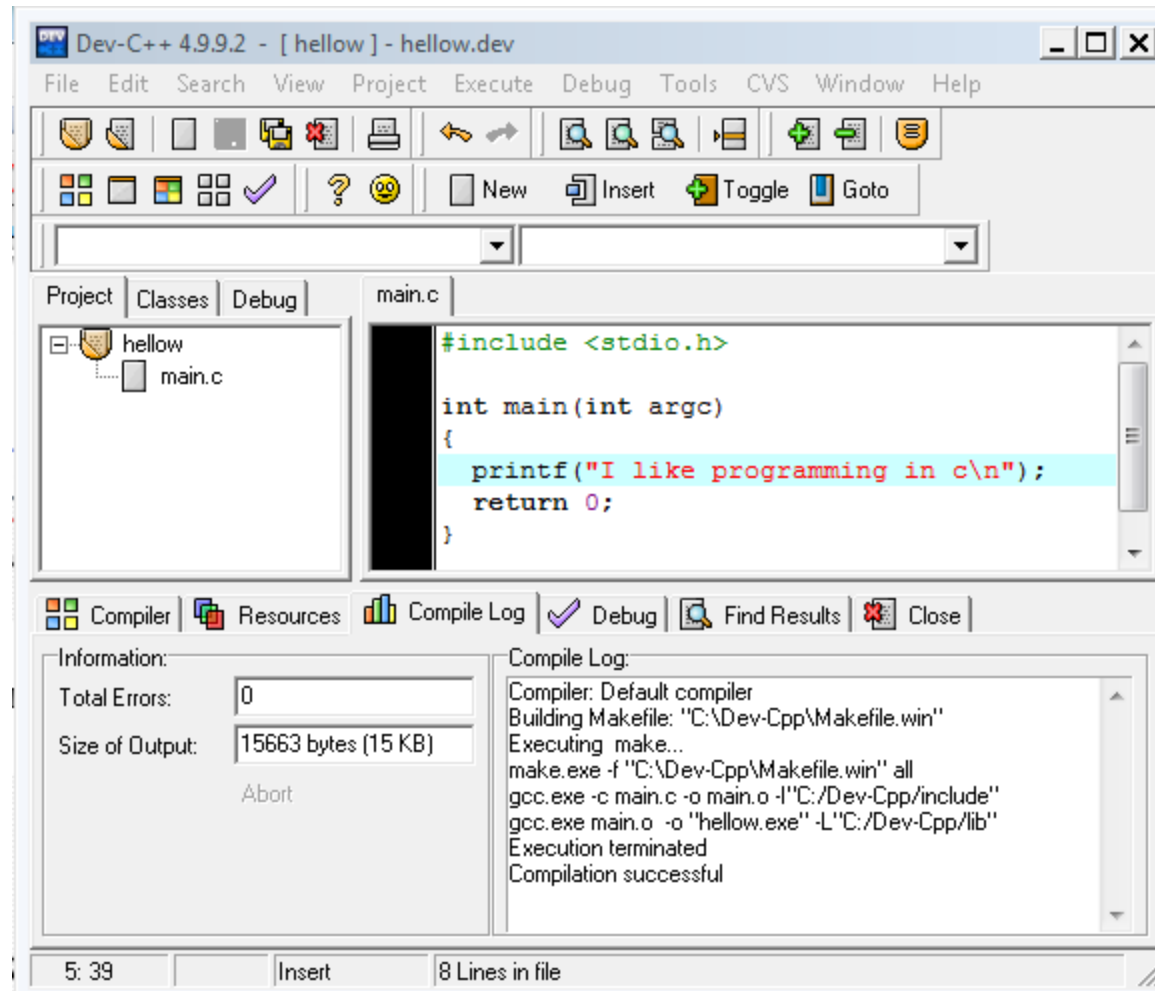 Dev-C++ 4.9.9.2 - [ hellow ] - hellow.dev
File Edit Search View Project Execute Debug Tools CVS Window Help
New Insert Toggle Goto
Project Classes Debug
main.c
hellow
main.c
#include <stdio.h>
int main(int argc)
{
printf("I like programming in c\n");
return 0;
}
Compiler Resources Compile Log Debug Find Results Close
Information:
Total Errors: 0
Size of Output: 15663 bytes (15 KB)
Abort
Compile Log:
Compiler: Default compiler
Building Makefile: "C:\Dev-Cpp\Makefile.win"
Executing make...
make.exe -f "C:\Dev-Cpp\Makefile.win" all
gcc.exe -c main.c -o main.o -I"C:/Dev-Cpp/include"
gcc.exe main.o -o "hellow.exe" -L"C:/Dev-Cpp/lib"
Execution terminated
Compilation successful
5: 39 Insert 8 Lines in file